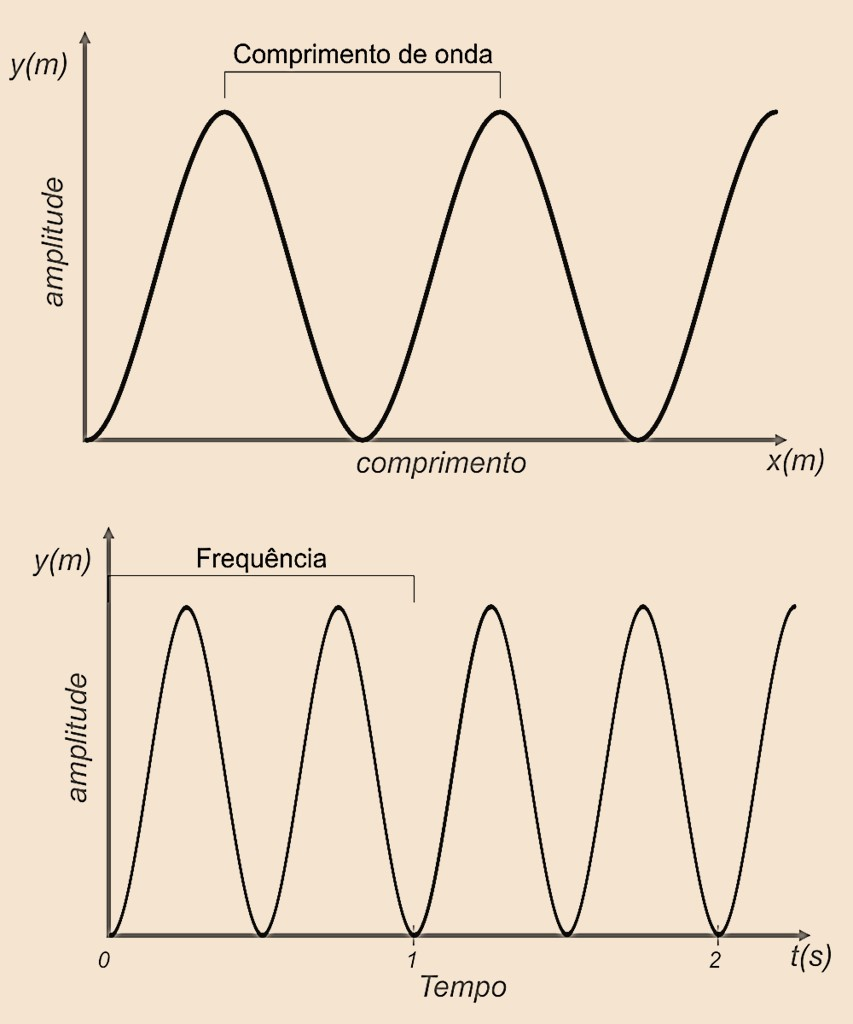 Comprimento de onda
y(m)
amplitude
comprimento
x(m)
Frequência
y(m)
amplitude
0
1
2
t(s)
Tempo